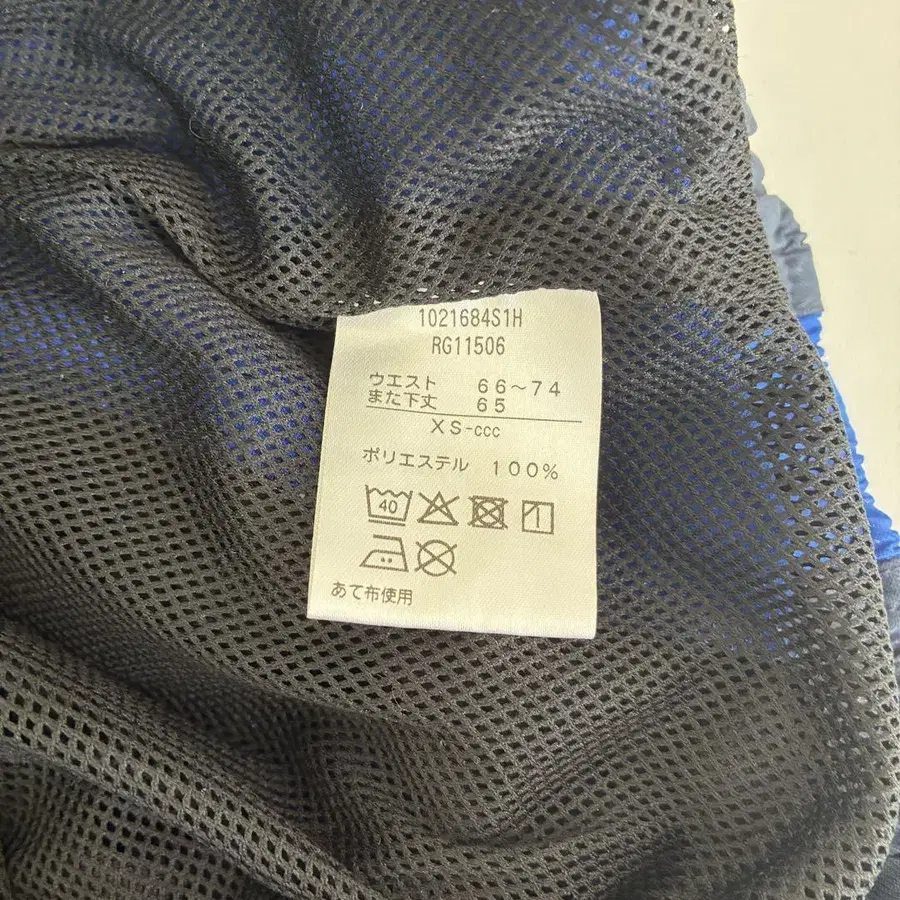 1021684S1H
RG11506
ウエスト 66～74
また下丈 65
XS-ccc
ポリエステル 100%
40
あて布使用